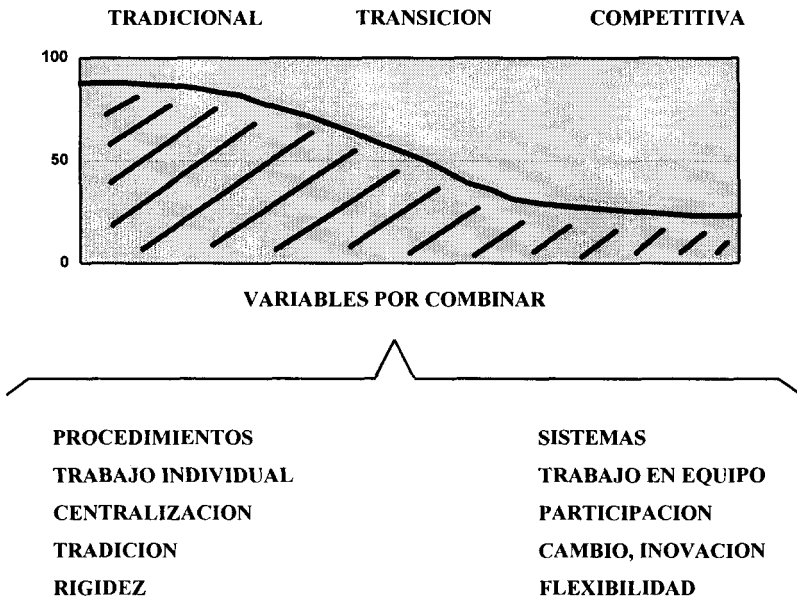 TRADICIONAL TRANSICION COMPETITIVA
100
50
0
VARIABLES POR COMBINAR
PROCEDIMIENTOS SISTEMAS
TRABAJO INDIVIDUAL TRABAJO EN EQUIPO
CENTRALIZACION PARTICIPACION
TRADICION CAMBIO, INOVACION
RIGIDEZ FLEXIBILIDAD